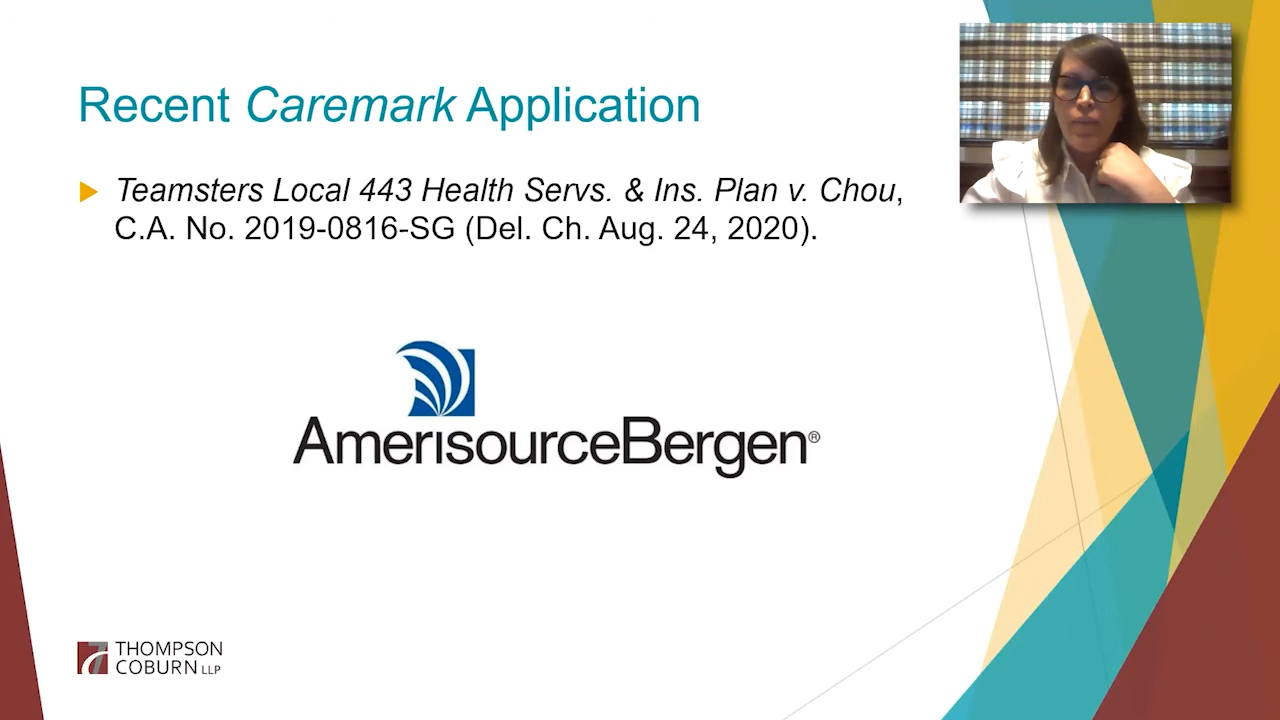 Recent Caremark Application
Teamsters Local 443 Health Servs. & Ins. Plan v. Chou,
C.A. No. 2019-0816-SG (Del. Ch. Aug. 24, 2020).
AmerisourceBergen®
THOMPSON
COBURN LLP